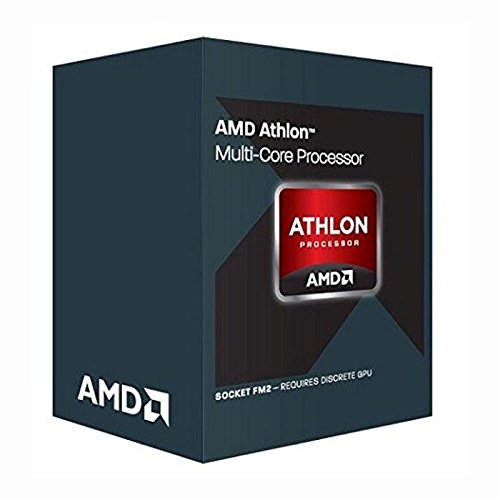 AMD Athlon™
Multi-Core Processor
ATHLON
PROCESSOR
AMD
SOCKET FM2 – REQUIRES DISCRETE GPU
AMD